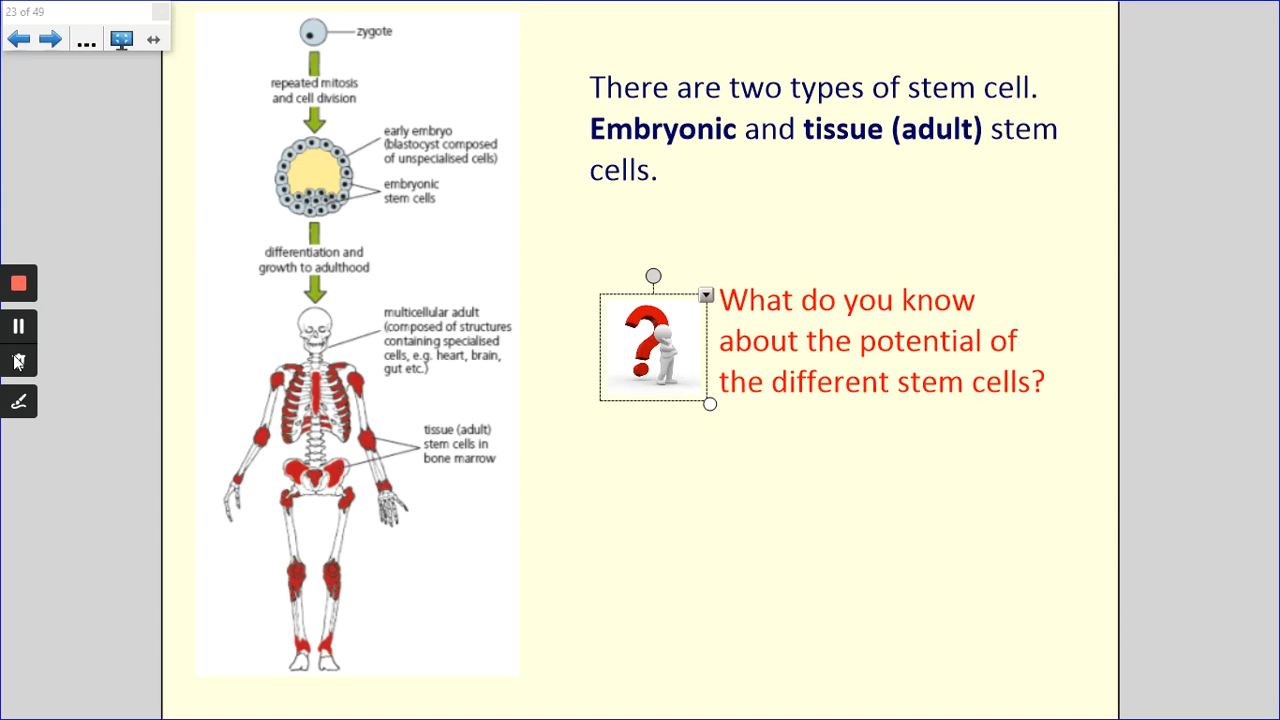 23 of 49
zygote
repeated mitosis
and cell division
early embryo
(blastocyst composed
of unspecialised cells)
embryonic
stem cells
differentiation and
growth to adulthood
multicellular adult
(composed of structures
containing specialised
cells, e.g. heart, brain,
gut etc.)
tissue (adult)
stem cells in
bone marrow
There are two types of stem cell.
Embryonic and tissue (adult) stem
cells.
What do you know
about the potential of
the different stem cells?